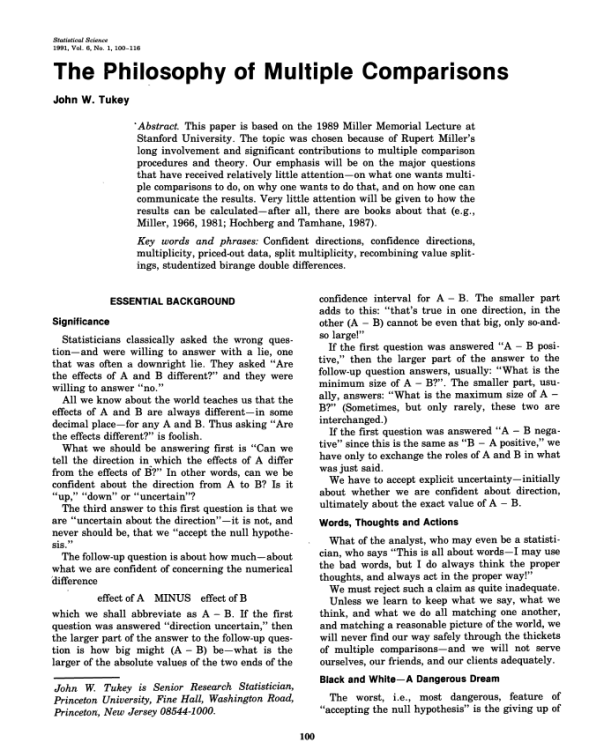 Statistical Science
1991, Vol. 6, No. 1, 100–116
The Philosophy of Multiple Comparisons
John W. Tukey
Abstract. This paper is based on the 1989 Miller Memorial Lecture at
Stanford University. The topic was chosen because of Rupert Miller's
long involvement and significant contributions to multiple comparison
procedures and theory. Our emphasis will be on the major questions
that have received relatively little attention—on what one wants multi-
ple comparisons to do, on why one wants to do that, and on how one can
communicate the results. Very little attention will be given to how the
results can be calculated—after all, there are books about that (e.g.,
Miller, 1966, 1981; Hochberg and Tamhane, 1987).
Key words and phrases: Confident directions, confidence directions,
multiplicity, priced-out data, split multiplicity, recombining value split-
ings, studentized birange double differences.
ESSENTIAL BACKGROUND
Significance
Statisticians classically asked the wrong ques-
tion—and were willing to answer with a lie, one
that was often a downright lie. They asked "Are
the effects of A and B different?" and they were
willing to answer "no."
All we know about the world teaches us that the
effects of A and B are always different—in some
decimal place—for any A and B. Thus asking "Are
the effects different?" is foolish.
What we should be answering first is "Can we
tell the direction in which the effects of A differ
from the effects of B?" In other words, can we be
confident about the direction from A to B? Is it
"up," "down" or "uncertain"?
The third answer to this first question is that we
are "uncertain about the direction"—it is not, and
never should be, that we "accept the null hypothe-
sis."
The follow-up question is about how much—about
what we are confident of concerning the numerical
difference
effect of A MINUS effect of B
which we shall abbreviate as A − B. If the first
question was answered "direction uncertain," then
the larger part of the answer to the follow-up ques-
tion is how big might (A − B) be—what is the
larger of the absolute values of the two ends of the
John W. Tukey is Senior Research Statistician,
Princeton University, Fine Hall, Washington Road,
Princeton, New Jersey 08544-1000.
confidence interval for A − B. The smaller part
adds to this: "that's true in one direction, in the
other (A − B) cannot be even that big, only so-and-
so large!"
If the first question was answered "A − B posi-
tive," then the larger part of the answer to the
follow-up question answers, usually: "What is the
minimum size of A − B?". The smaller part, usu-
ally, answers: "What is the maximum size of A −
B?" (Sometimes, but only rarely, these two are
interchanged.)
If the first question was answered "A − B nega-
tive" since this is the same as "B − A positive," we
have only to exchange the roles of A and B in what
was just said.
We have to accept explicit uncertainty—initially
about whether we are confident about direction,
ultimately about the exact value of A − B.
Words, Thoughts and Actions
What of the analyst, who may even be a statisti-
cian, who says "This is all about words—I may use
the bad words, but I do always think the proper
thoughts, and always act in the proper way!"
We must reject such a claim as quite inadequate.
Unless we learn to keep what we say, what we
think, and what we do all matching one another,
and matching a reasonable picture of the world, we
will never find our way safely through the thickets
of multiple comparisons—and we will not serve
ourselves, our friends, and our clients adequately.
Black and White—A Dangerous Dream
The worst, i.e., most dangerous, feature of
"accepting the null hypothesis" is the giving up of
100